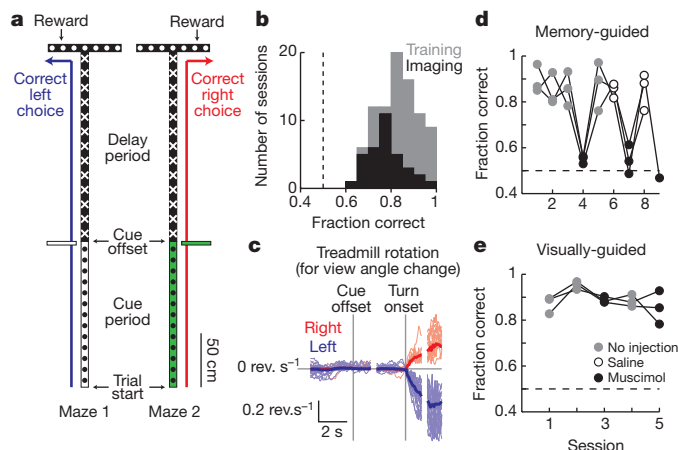 a
Reward
Reward
Correct left choice
Correct right choice
Delay period
Cue offset
Cue period
Trial start
50 cm
Maze 1
Maze 2
b
Number of sessions
20
10
0
Training
Imaging
0.4
0.6
0.8
1
Fraction correct
c
Treadmill rotation
(for view angle change)
Cue offset
Turn onset
Right
Left
0 rev. s⁻¹
0.2 rev.s⁻¹
2 s
d
Memory-guided
Fraction correct
1
0.8
0.6
0.4
2
4
6
8
e
Visually-guided
Fraction correct
1
0.8
0.6
0.4
No injection
Saline
Muscimol
1
3
5
Session